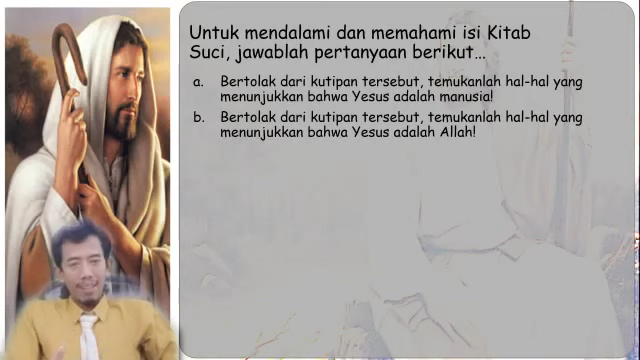 Untuk mendalami dan memahami isi Kitab
Suci, jawablah pertanyaan berikut...
a. Bertolak dari kutipan tersebut, temukanlah hal-hal yang
menunjukkan bahwa Yesus adalah manusia!
b. Bertolak dari kutipan tersebut, temukanlah hal-hal yang
menunjukkan bahwa Yesus adalah Allah!